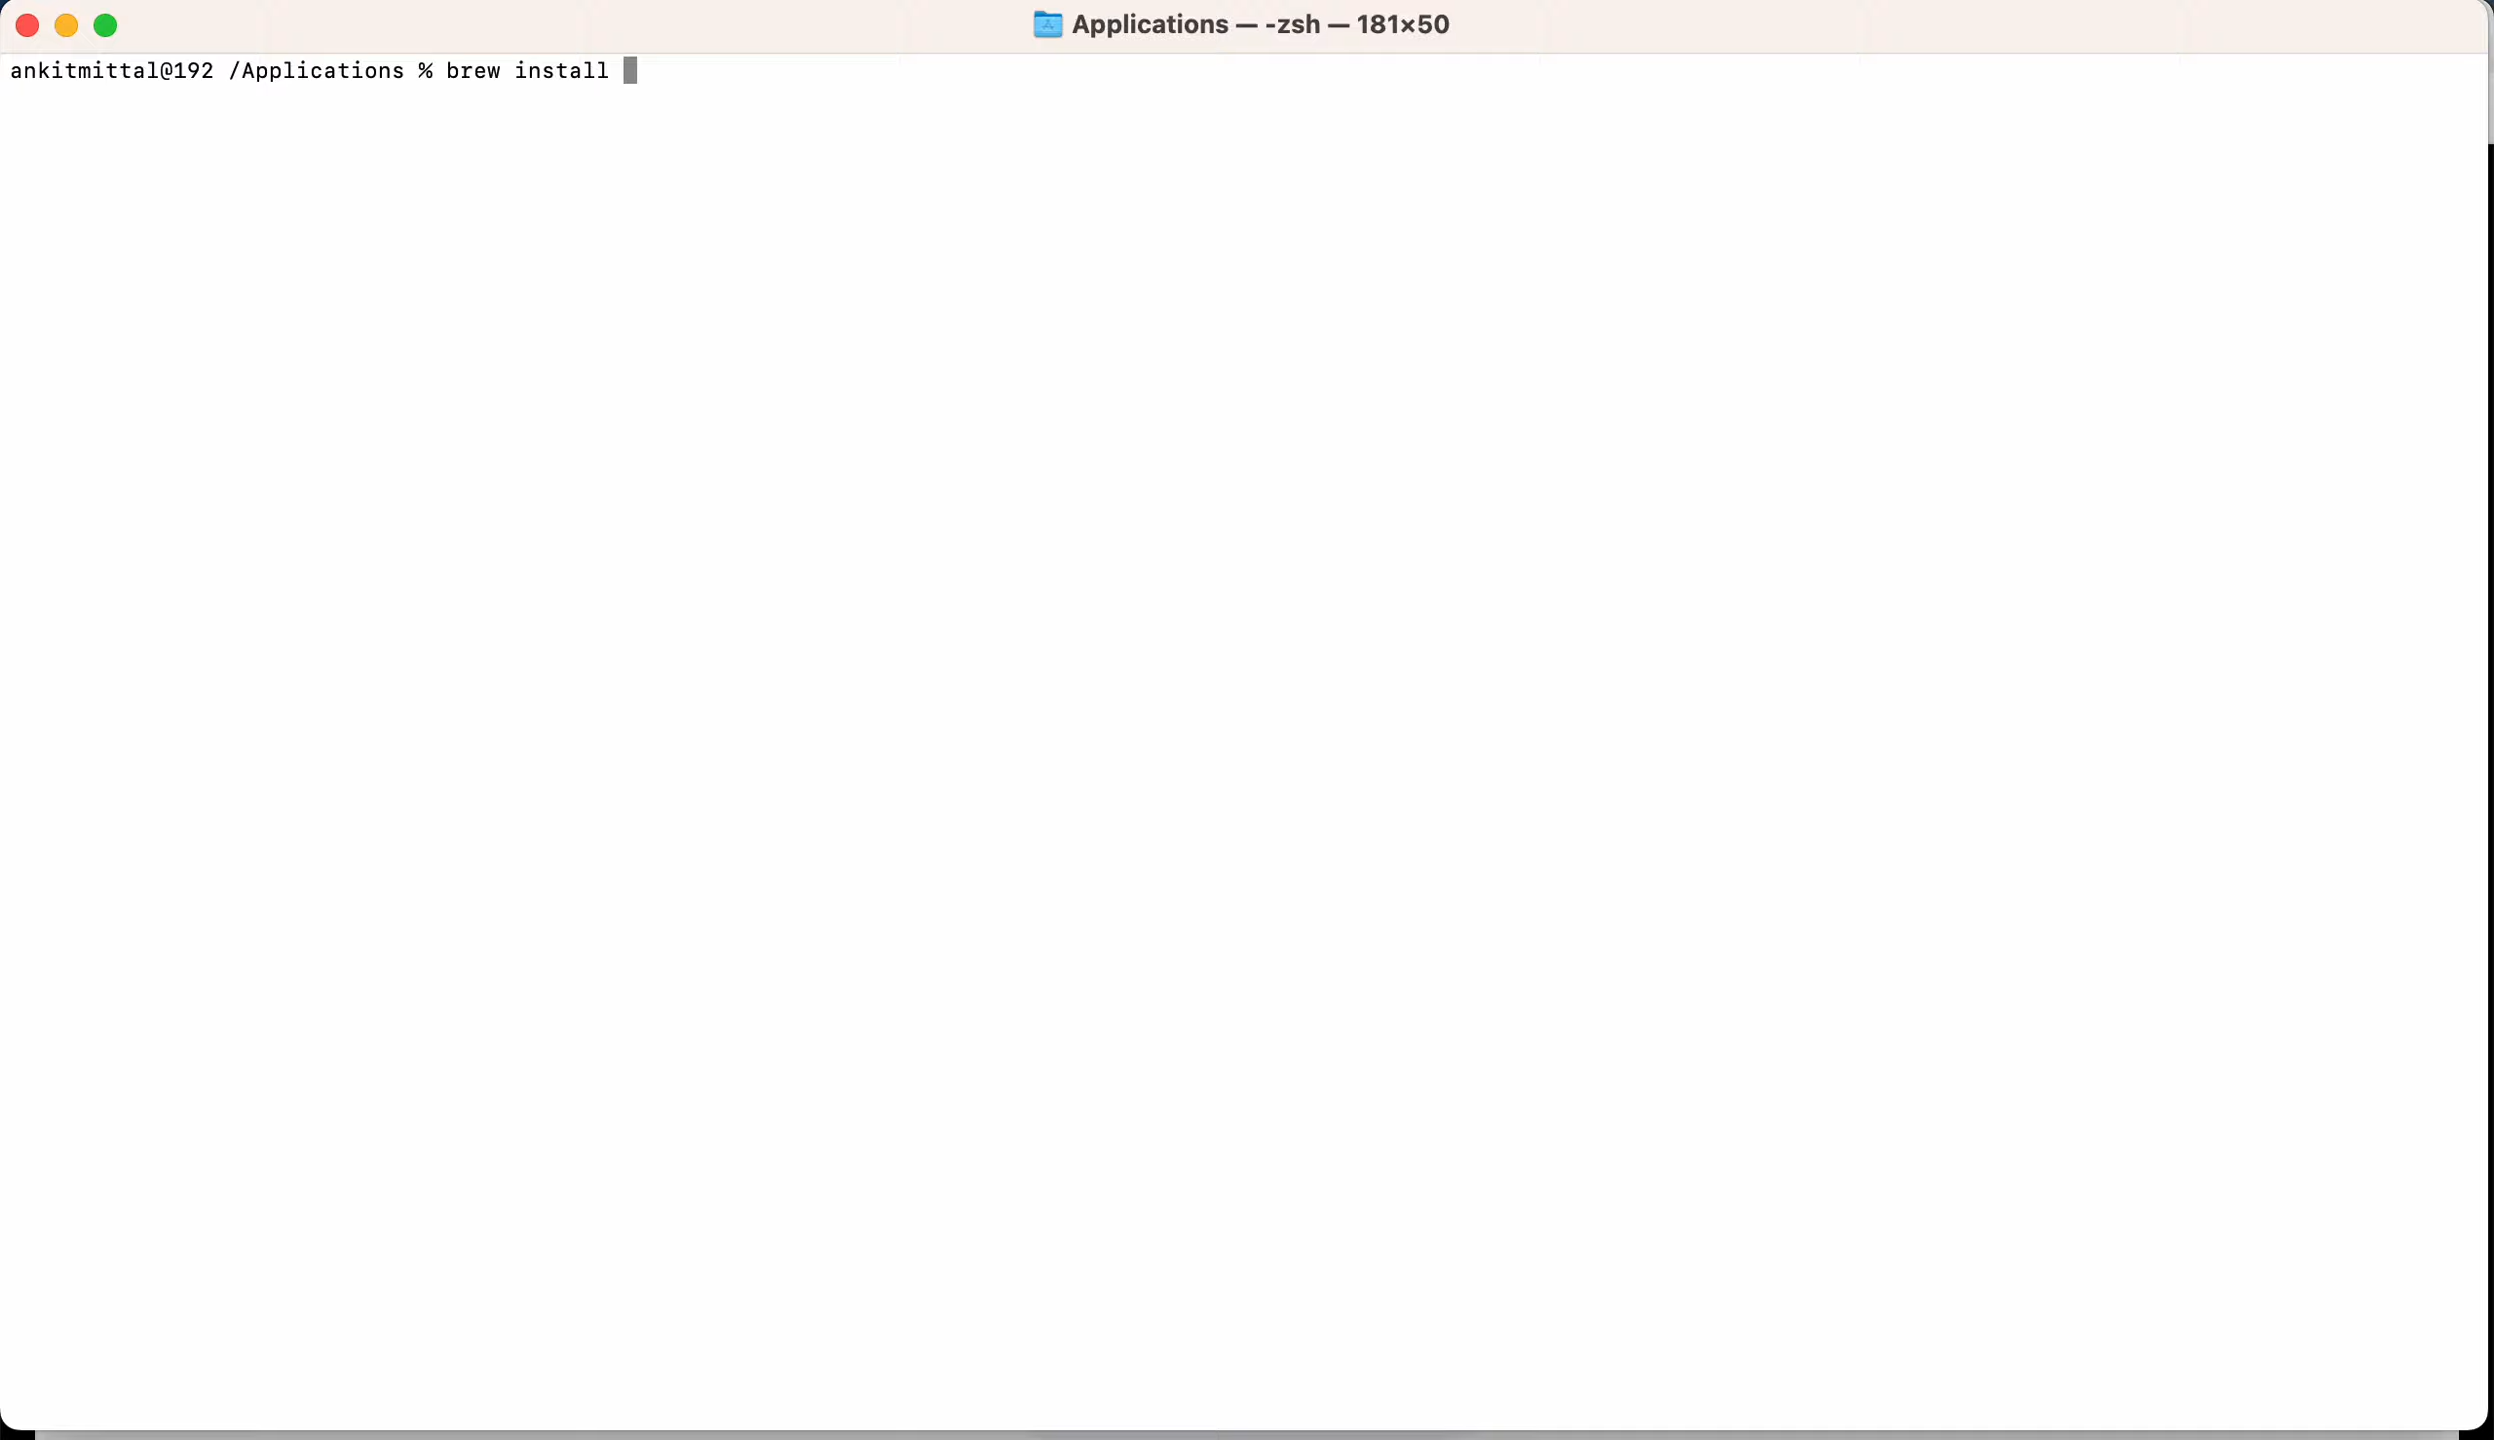 Applications — -zsh — 181×50
ankitmittal@192 /Applications % brew install